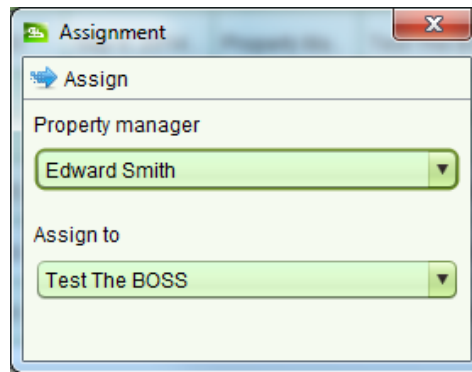 Assignment
Assign
Property manager
Edward Smith
Assign to
Test The BOSS